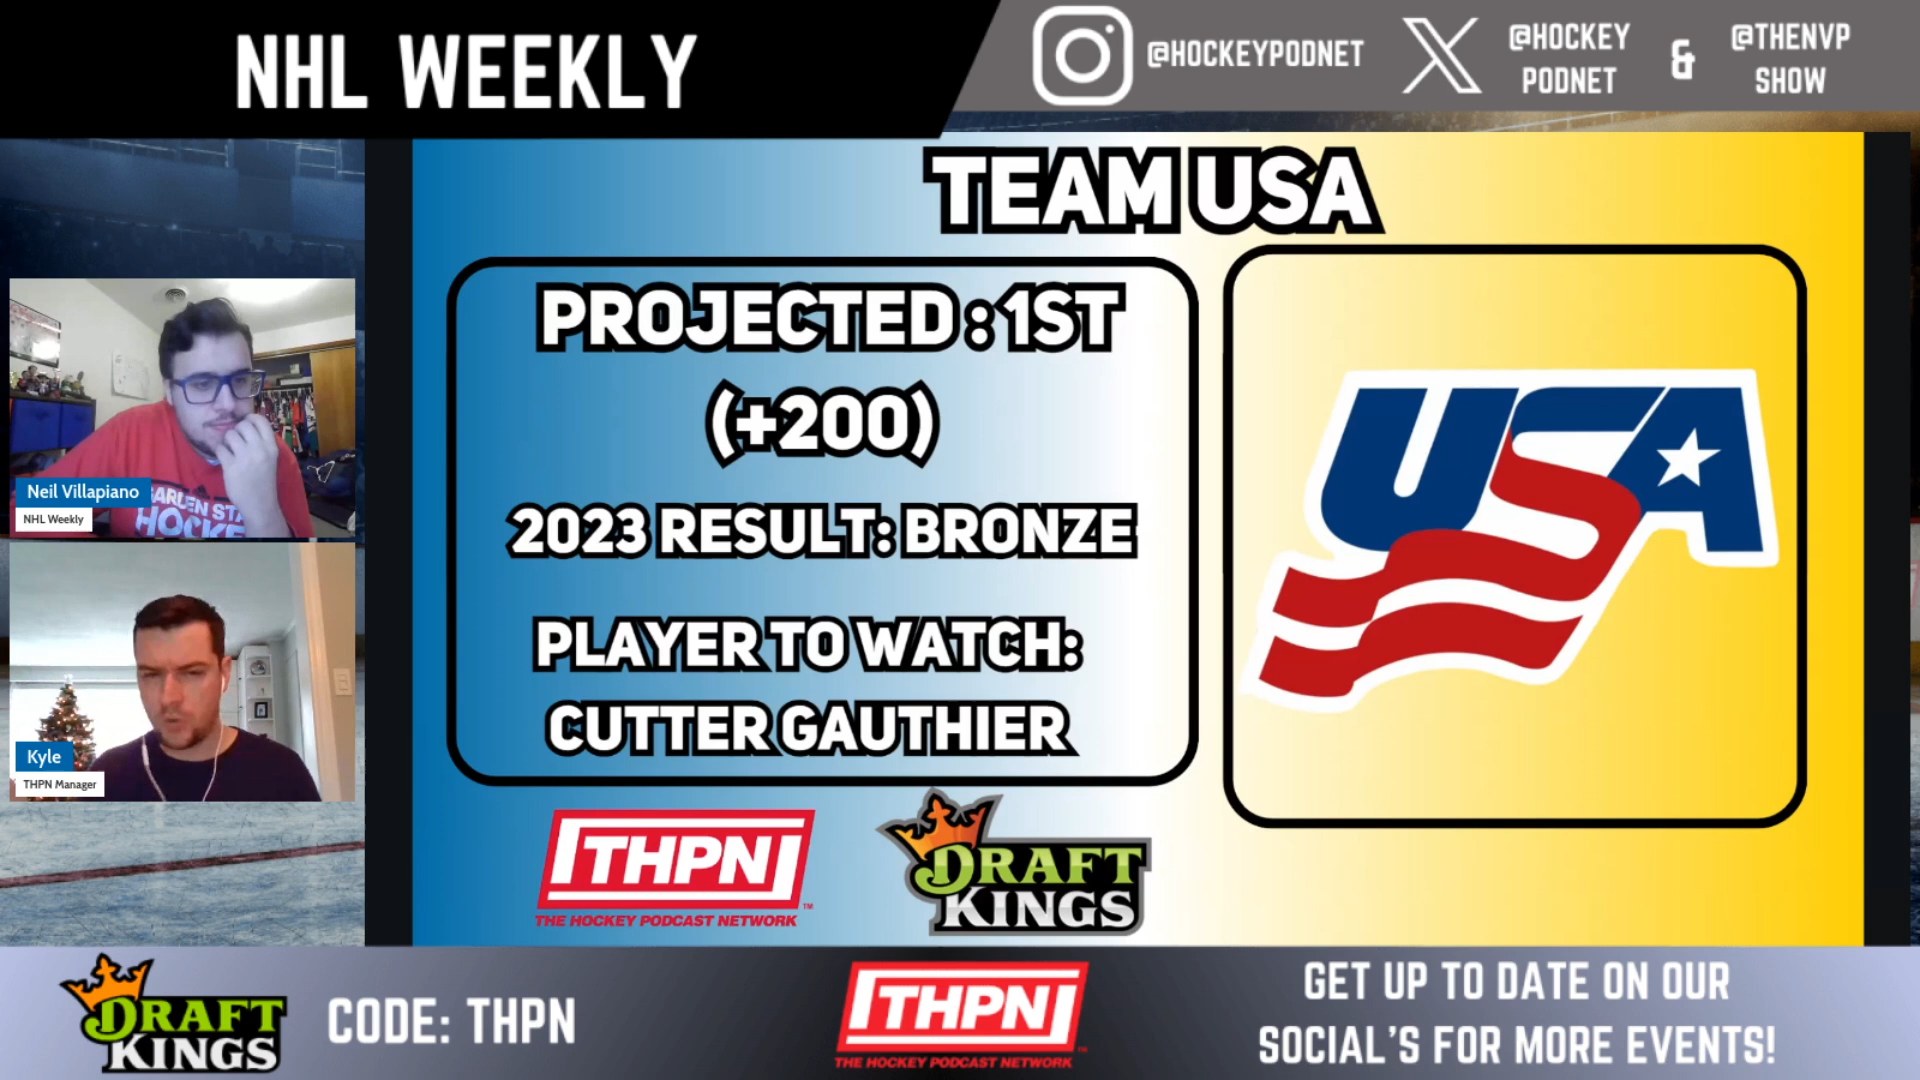 NHL WEEKLY
@HOCKEYPODNET
@HOCKEY
PODNET
&
@THENVP
SHOW
TEAM USA
PROJECTED : 1ST
(+200)
2023 RESULT: BRONZE
PLAYER TO WATCH:
CUTTER GAUTHIER
USA
Neil Villapiano
NHL Weekly
HOCKE
Kyle
THPN Manager
THPN
THE HOCKEY PODCAST NETWORK
DRAFT
KINGS
DRAFT
KINGS
CODE: THPN
THPN
THE HOCKEY PODCAST NETWORK
GET UP TO DATE ON OUR
SOCIAL'S FOR MORE EVENTS!